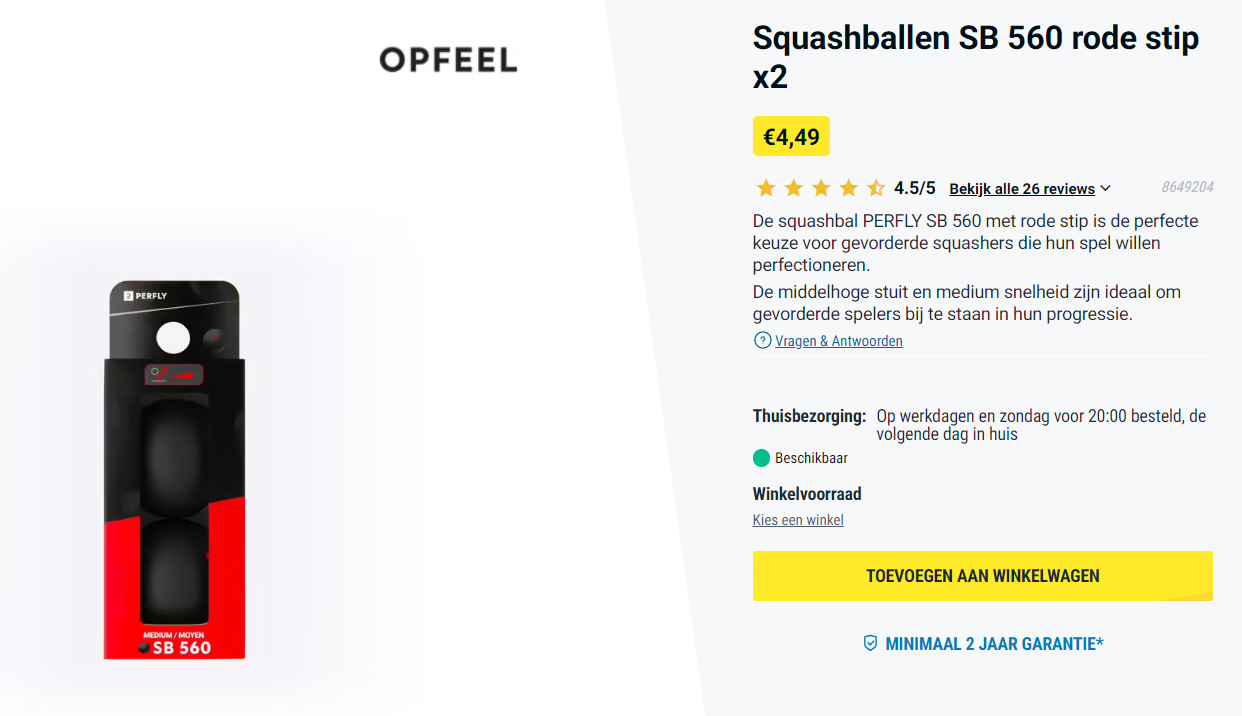 OPFEEL
2 PERFLY
MEDIUM / MOYEN
SB 560
Squashballen SB 560 rode stip
x2
€4,49
4.5/5 Bekijk alle 26 reviews 8649204
De squashbal PERFLY SB 560 met rode stip is de perfecte
keuze voor gevorderde squashers die hun spel willen
perfectioneren.
De middelhoge stuit en medium snelheid zijn ideaal om
gevorderde spelers bij te staan in hun progressie.
? Vragen & Antwoorden
Thuisbezorging: Op werkdagen en zondag voor 20:00 besteld, de
volgende dag in huis
Beschikbaar
Winkelvoorraad
Kies een winkel
TOEVOEGEN AAN WINKELWAGEN
MINIMAAL 2 JAAR GARANTIE*